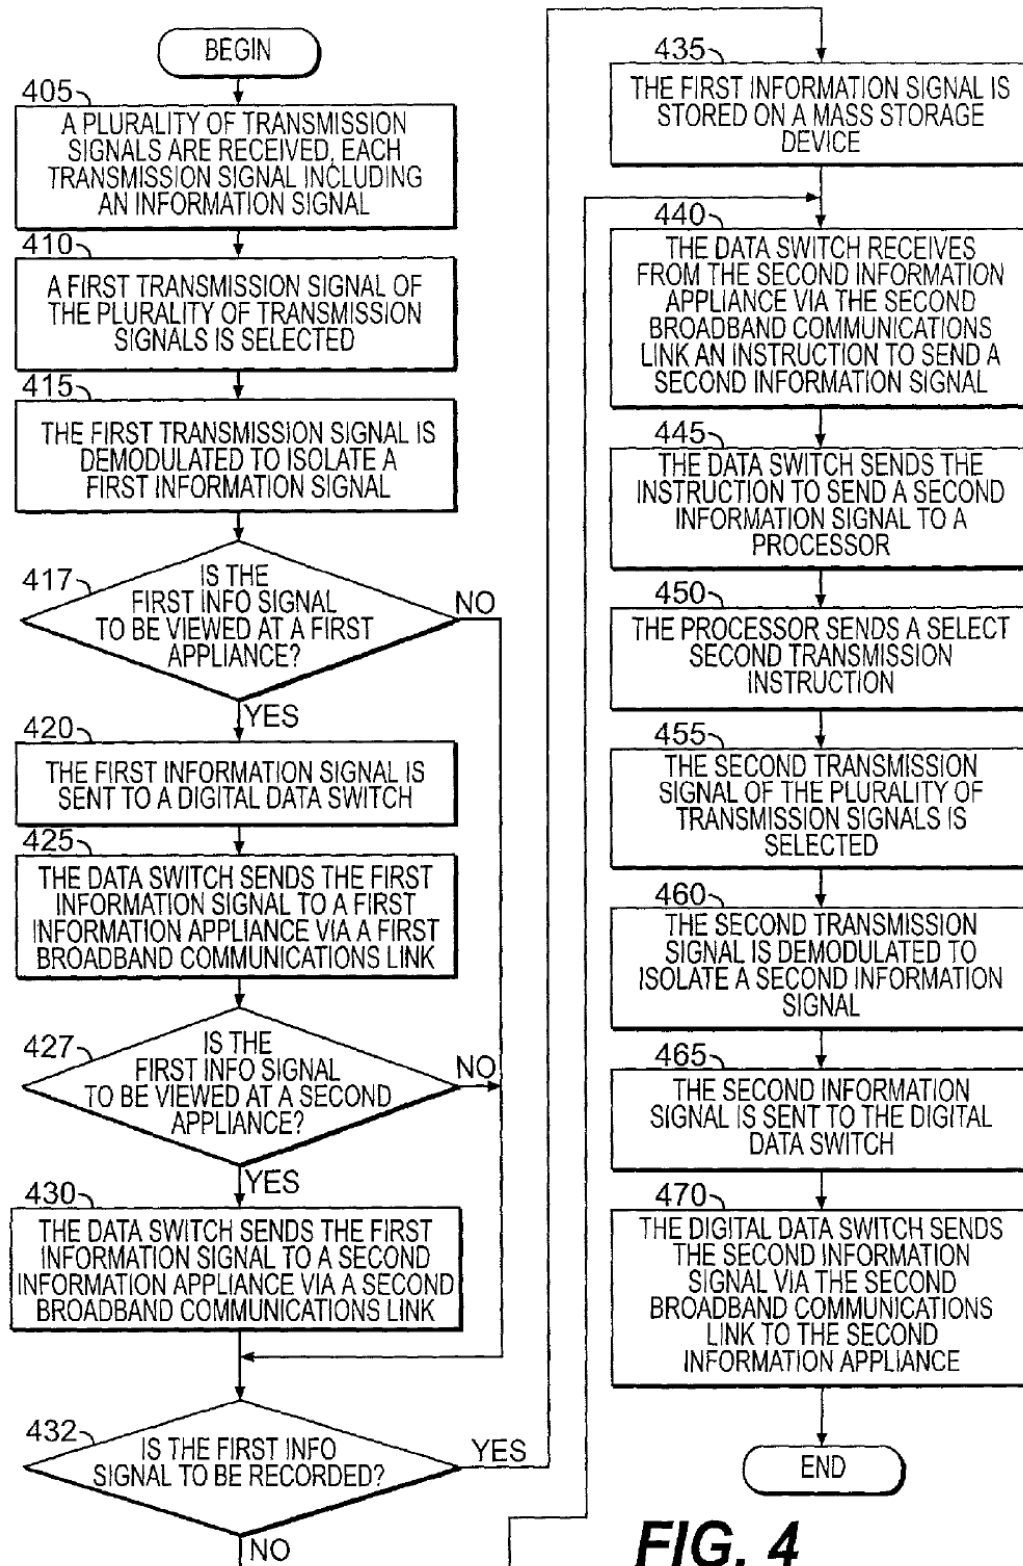 BEGIN
405
A PLURALITY OF TRANSMISSION
SIGNALS ARE RECEIVED, EACH
TRANSMISSION SIGNAL INCLUDING
AN INFORMATION SIGNAL
410
A FIRST TRANSMISSION SIGNAL OF
THE PLURALITY OF TRANSMISSION
SIGNALS IS SELECTED
415
THE FIRST TRANSMISSION SIGNAL IS
DEMODULATED TO ISOLATE A
FIRST INFORMATION SIGNAL
417
IS THE
FIRST INFO SIGNAL
TO BE VIEWED AT A FIRST
APPLIANCE?
NO
YES
420
THE FIRST INFORMATION SIGNAL IS
SENT TO A DIGITAL DATA SWITCH
425
THE DATA SWITCH SENDS THE FIRST
INFORMATION SIGNAL TO A FIRST
INFORMATION APPLIANCE VIA A FIRST
BROADBAND COMMUNICATIONS LINK
427
IS THE
FIRST INFO SIGNAL
TO BE VIEWED AT A SECOND
APPLIANCE?
NO
YES
430
THE DATA SWITCH SENDS THE FIRST
INFORMATION SIGNAL TO A SECOND
INFORMATION APPLIANCE VIA A SECOND
BROADBAND COMMUNICATIONS LINK
432
IS THE FIRST INFO
SIGNAL TO BE RECORDED?
YES
NO
435
THE FIRST INFORMATION SIGNAL IS
STORED ON A MASS STORAGE
DEVICE
440
THE DATA SWITCH RECEIVES
FROM THE SECOND INFORMATION
APPLIANCE VIA THE SECOND
BROADBAND COMMUNICATIONS
LINK AN INSTRUCTION TO SEND A
SECOND INFORMATION SIGNAL
445
THE DATA SWITCH SENDS THE
INSTRUCTION TO SEND A SECOND
INFORMATION SIGNAL TO A
PROCESSOR
450
THE PROCESSOR SENDS A SELECT
SECOND TRANSMISSION
INSTRUCTION
455
THE SECOND TRANSMISSION
SIGNAL OF THE PLURALITY OF
TRANSMISSION SIGNALS IS
SELECTED
460
THE SECOND TRANSMISSION
SIGNAL IS DEMODULATED TO
ISOLATE A SECOND INFORMATION
SIGNAL
465
THE SECOND INFORMATION
SIGNAL IS SENT TO THE DIGITAL
DATA SWITCH
470
THE DIGITAL DATA SWITCH SENDS
THE SECOND INFORMATION
SIGNAL VIA THE SECOND
BROADBAND COMMUNICATIONS
LINK TO THE SECOND
INFORMATION APPLIANCE
END
FIG. 4